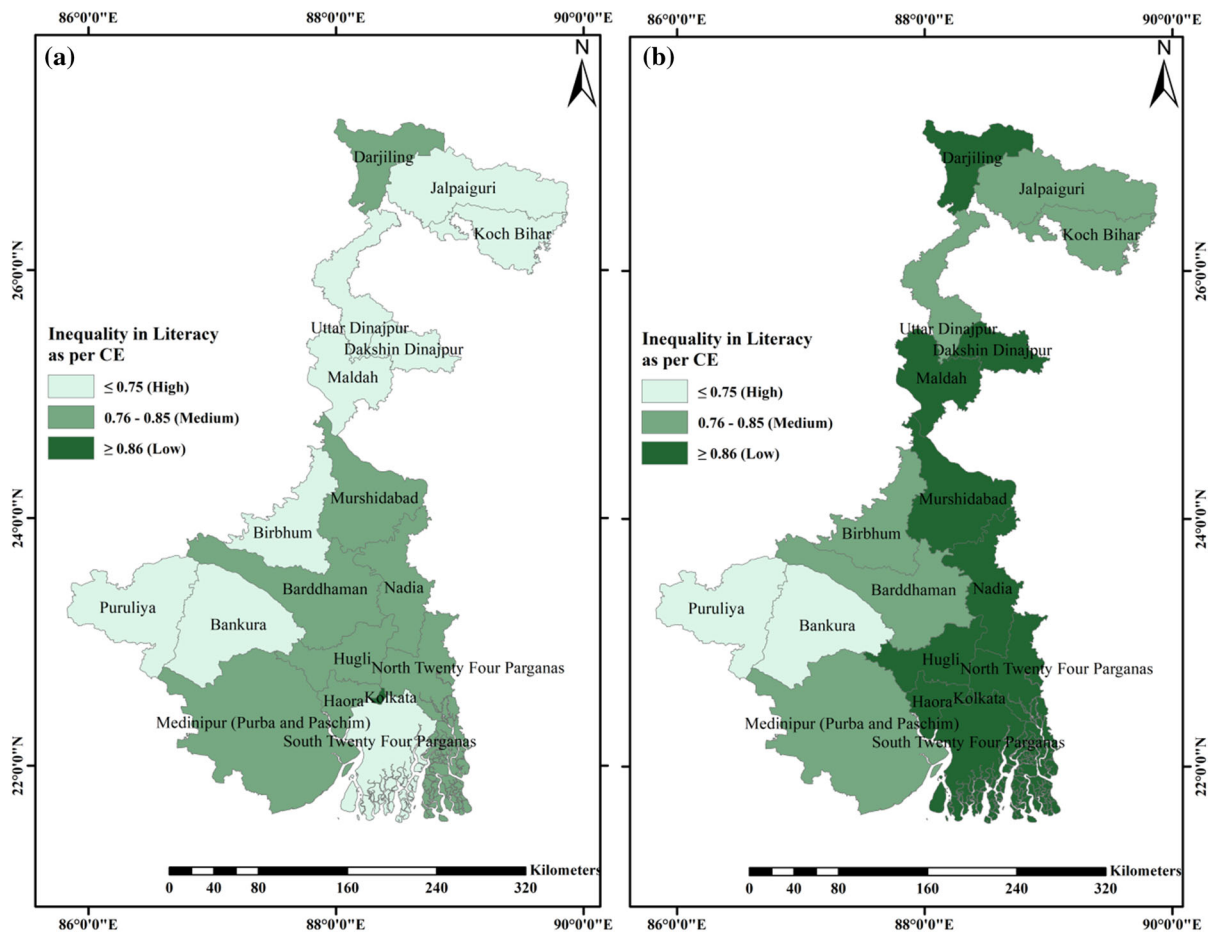 86°0'0"E 88°0'0"E 90°0'0"E
(a)
N
Darjiling
Jalpaiguri
Koch Bihar
26°0'0"N
Uttar Dinajpur
Dakshin Dinajpur
Maldah
Inequality in Literacy
as per CE
≤ 0.75 (High)
0.76 - 0.85 (Medium)
≥ 0.86 (Low)
24°0'0"N
Murshidabad
Birbhum
Barddhaman
Nadia
Puruliya
Bankura
Hugli
North Twenty Four Parganas
Haora
Kolkata
Medinipur (Purba and Paschim)
South Twenty Four Parganas
22°0'0"N
Kilometers
0 40 80 160 240 320
86°0'0"E 88°0'0"E 90°0'0"E
86°0'0"E 88°0'0"E 90°0'0"E
(b)
N
Darjiling
Jalpaiguri
Koch Bihar
26°0'0"N
Uttar Dinajpur
Dakshin Dinajpur
Maldah
Inequality in Literacy
as per CE
≤ 0.75 (High)
0.76 - 0.85 (Medium)
≥ 0.86 (Low)
24°0'0"N
Murshidabad
Birbhum
Barddhaman
Nadia
Puruliya
Bankura
Hugli
North Twenty Four Parganas
Haora
Kolkata
Medinipur (Purba and Paschim)
South Twenty Four Parganas
22°0'0"N
Kilometers
0 40 80 160 240 320
86°0'0"E 88°0'0"E 90°0'0"E